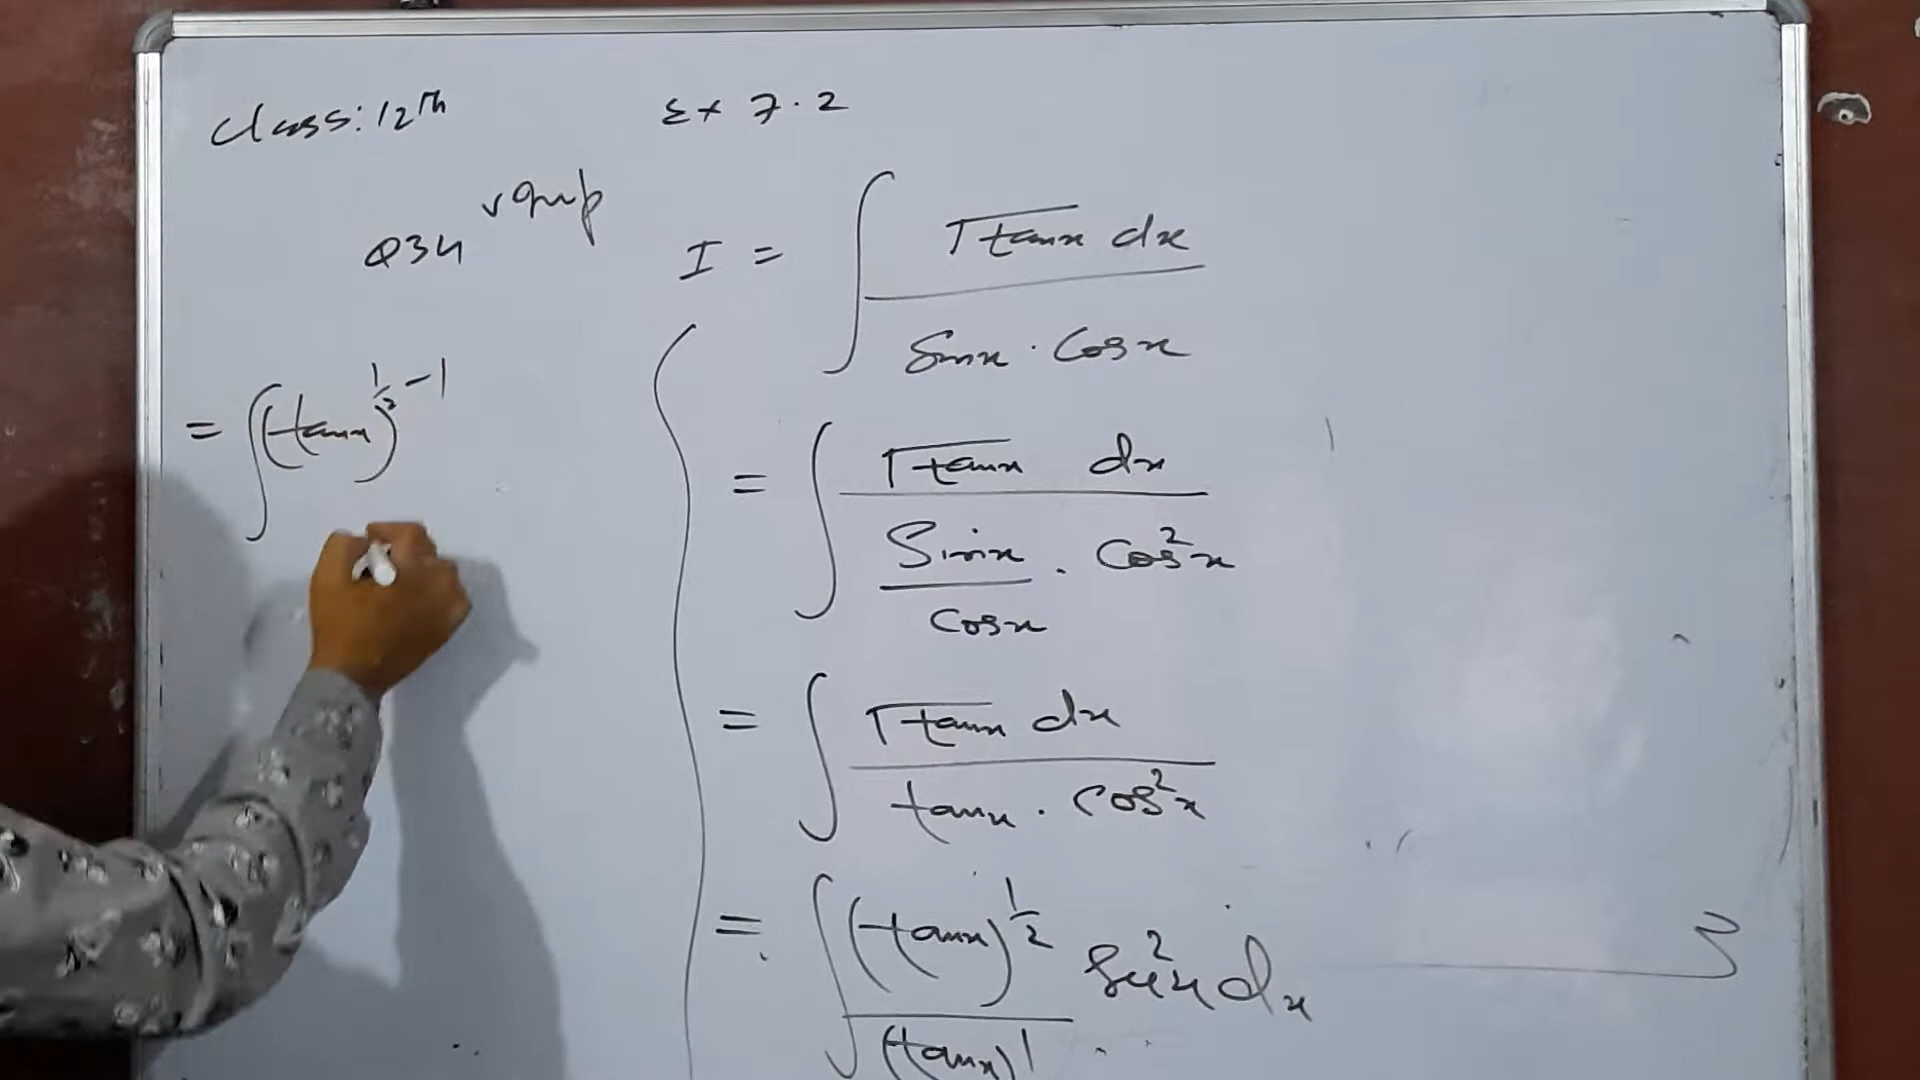 Class: 12th Ex 7.2
Q34 v Gmp
I = ∫ √tanx dx / Sinx · Cosx
= ∫ √tanx dx / (Sinx / Cosx) · Cos²x
= ∫ √tanx dx / tanx · Cos²x
= ∫ (tanx)^1/2 / (tanx)^1 Sec²x dx
= ∫ (tanx)^1/2 - 1